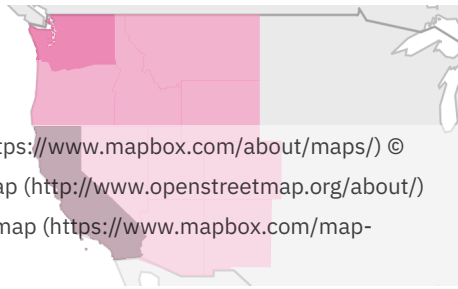 tps://www.mapbox.com/about/maps/) ©
ap (http://www.openstreetmap.org/about/)
map (https://www.mapbox.com/map-